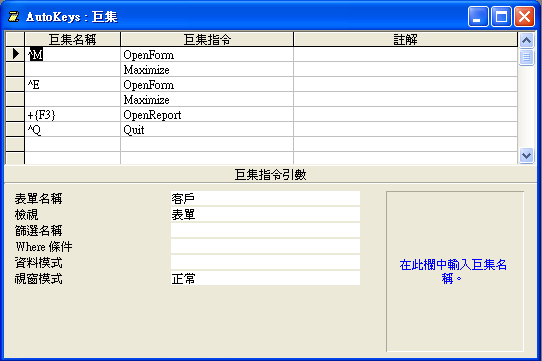 AutoKeys : 巨集
巨集名稱 巨集指令 註解
^M OpenForm
Maximize
^E OpenForm
Maximize
+{F3} OpenReport
^Q Quit
巨集指令引數
表單名稱 客戶
檢視 表單
篩選名稱
Where 條件
資料模式
視窗模式 正常
在此欄中輸入巨集名
稱。